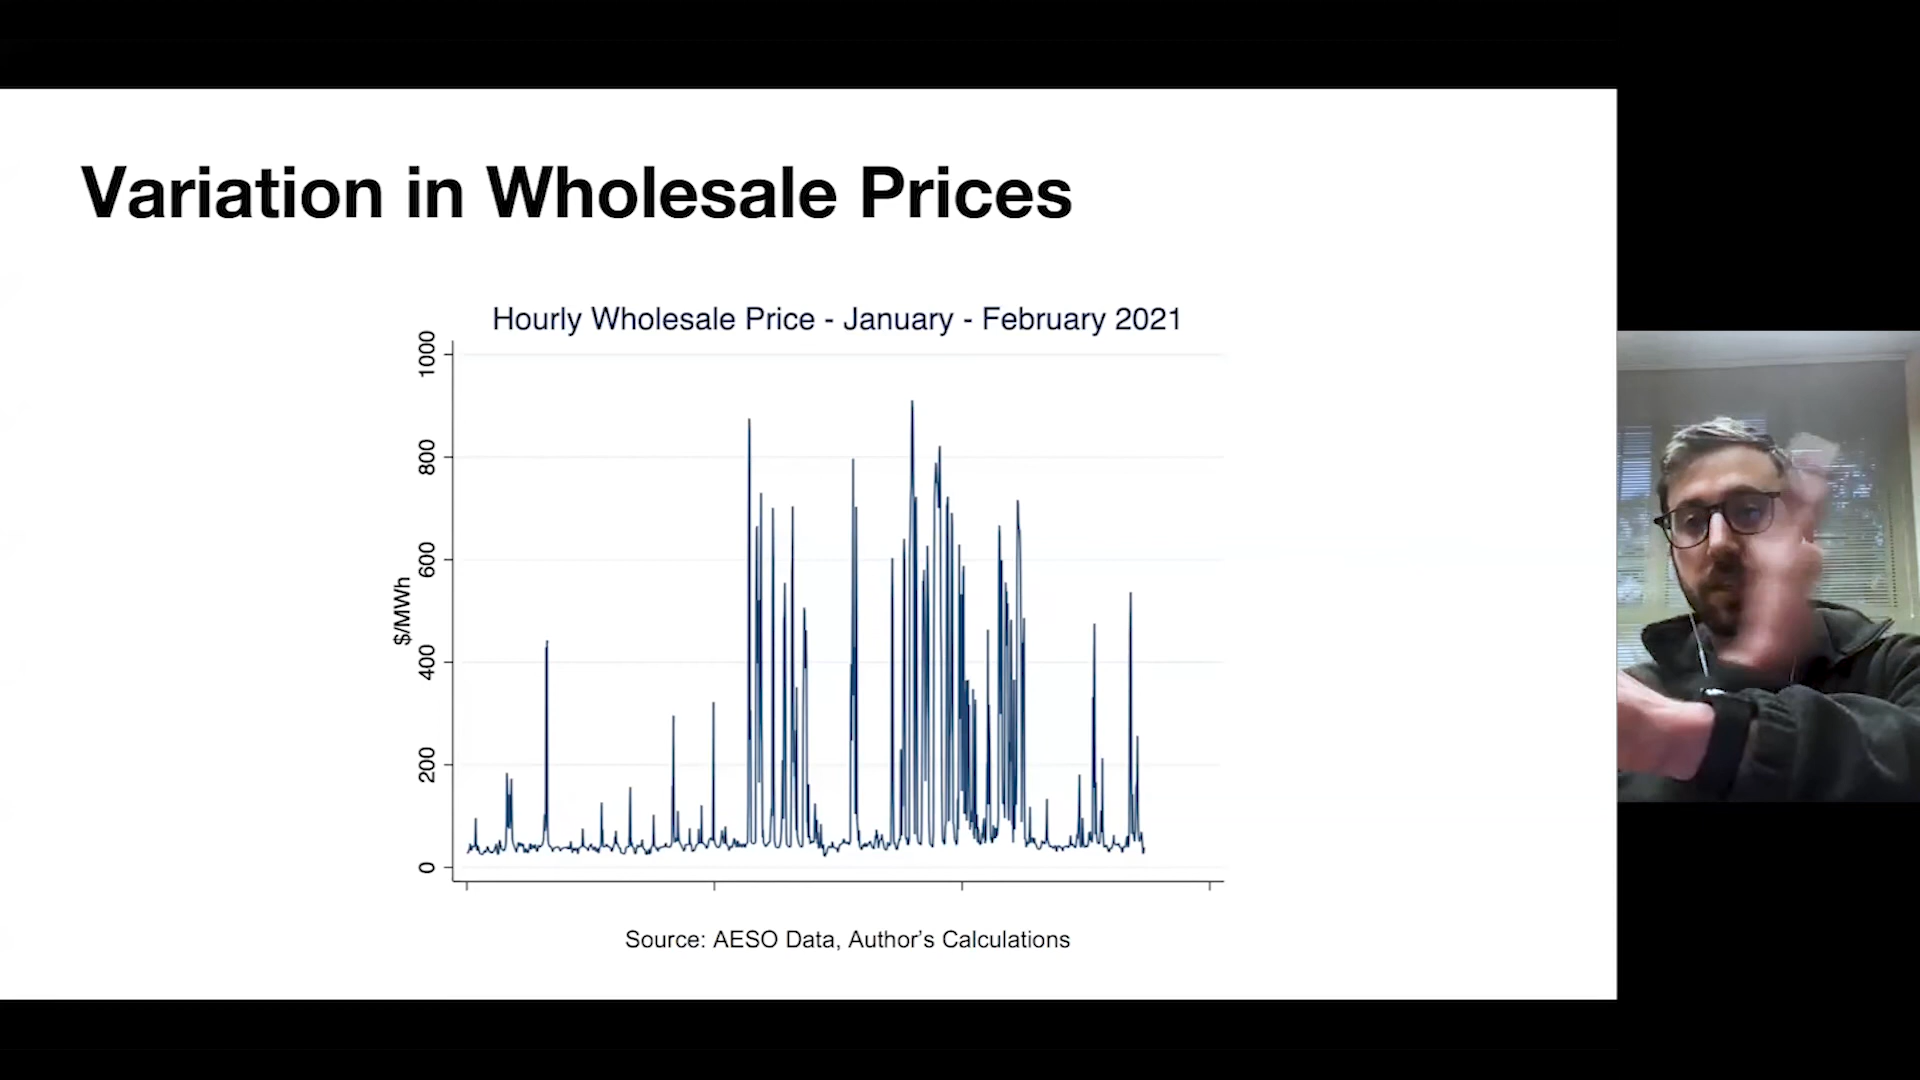 Variation in Wholesale Prices
Hourly Wholesale Price - January - February 2021
$/MWh
1000
800
600
400
200
0
Source: AESO Data, Author’s Calculations